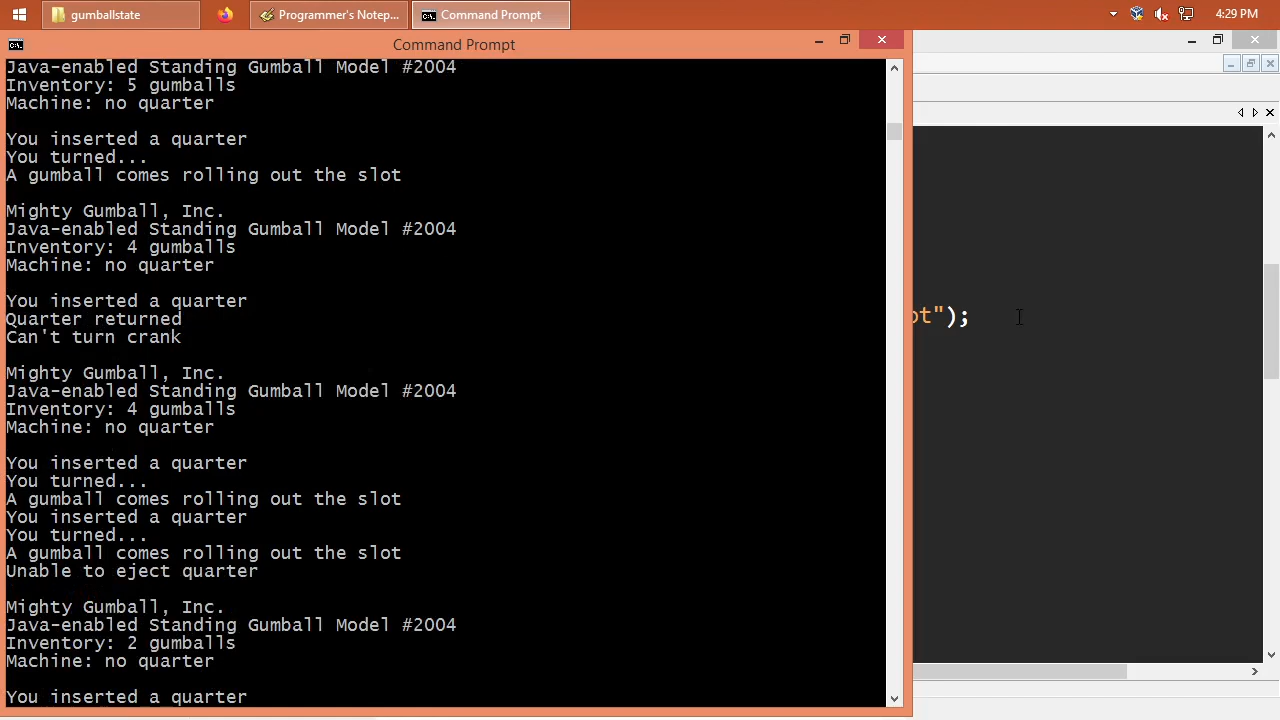 gumballstate
Programmer's Notep...
Command Prompt
4:29 PM
Command Prompt
Java-enabled Standing Gumball Model #2004
Inventory: 5 gumballs
Machine: no quarter
You inserted a quarter
You turned...
A gumball comes rolling out the slot
Mighty Gumball, Inc.
Java-enabled Standing Gumball Model #2004
Inventory: 4 gumballs
Machine: no quarter
You inserted a quarter
Quarter returned
Can't turn crank
Mighty Gumball, Inc.
Java-enabled Standing Gumball Model #2004
Inventory: 4 gumballs
Machine: no quarter
You inserted a quarter
You turned...
A gumball comes rolling out the slot
You inserted a quarter
You turned...
A gumball comes rolling out the slot
Unable to eject quarter
Mighty Gumball, Inc.
Java-enabled Standing Gumball Model #2004
Inventory: 2 gumballs
Machine: no quarter
You inserted a quarter
ot");